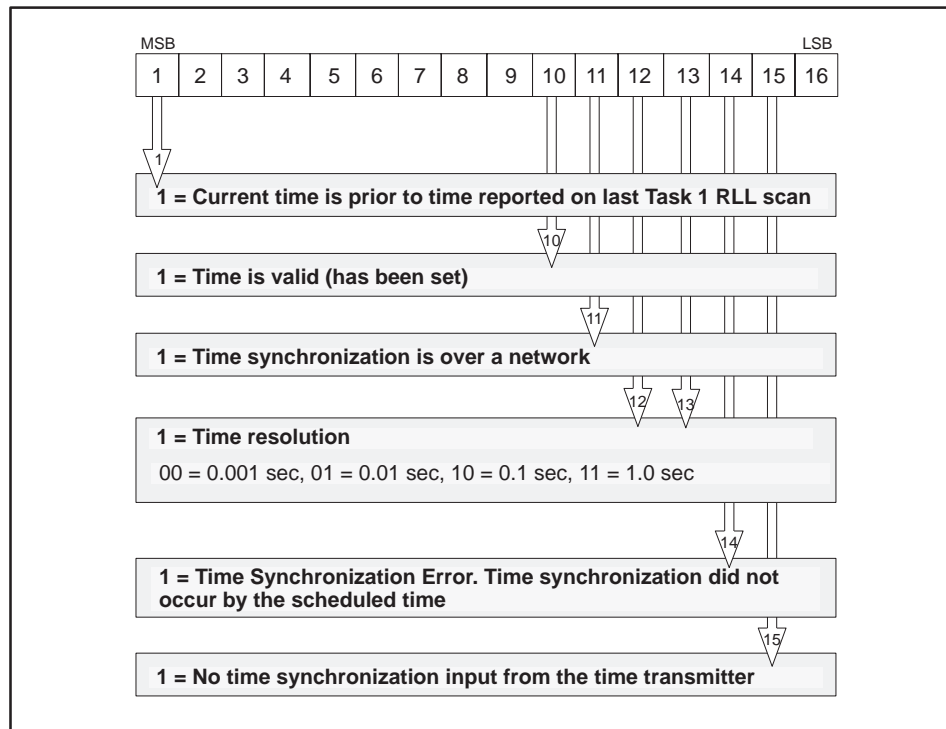 MSB LSB
1 2 3 4 5 6 7 8 9 10 11 12 13 14 15 16
1
1 = Current time is prior to time reported on last Task 1 RLL scan
10
1 = Time is valid (has been set)
11
1 = Time synchronization is over a network
12 13
1 = Time resolution
00 = 0.001 sec, 01 = 0.01 sec, 10 = 0.1 sec, 11 = 1.0 sec
14
1 = Time Synchronization Error. Time synchronization did not
occur by the scheduled time
15
1 = No time synchronization input from the time transmitter